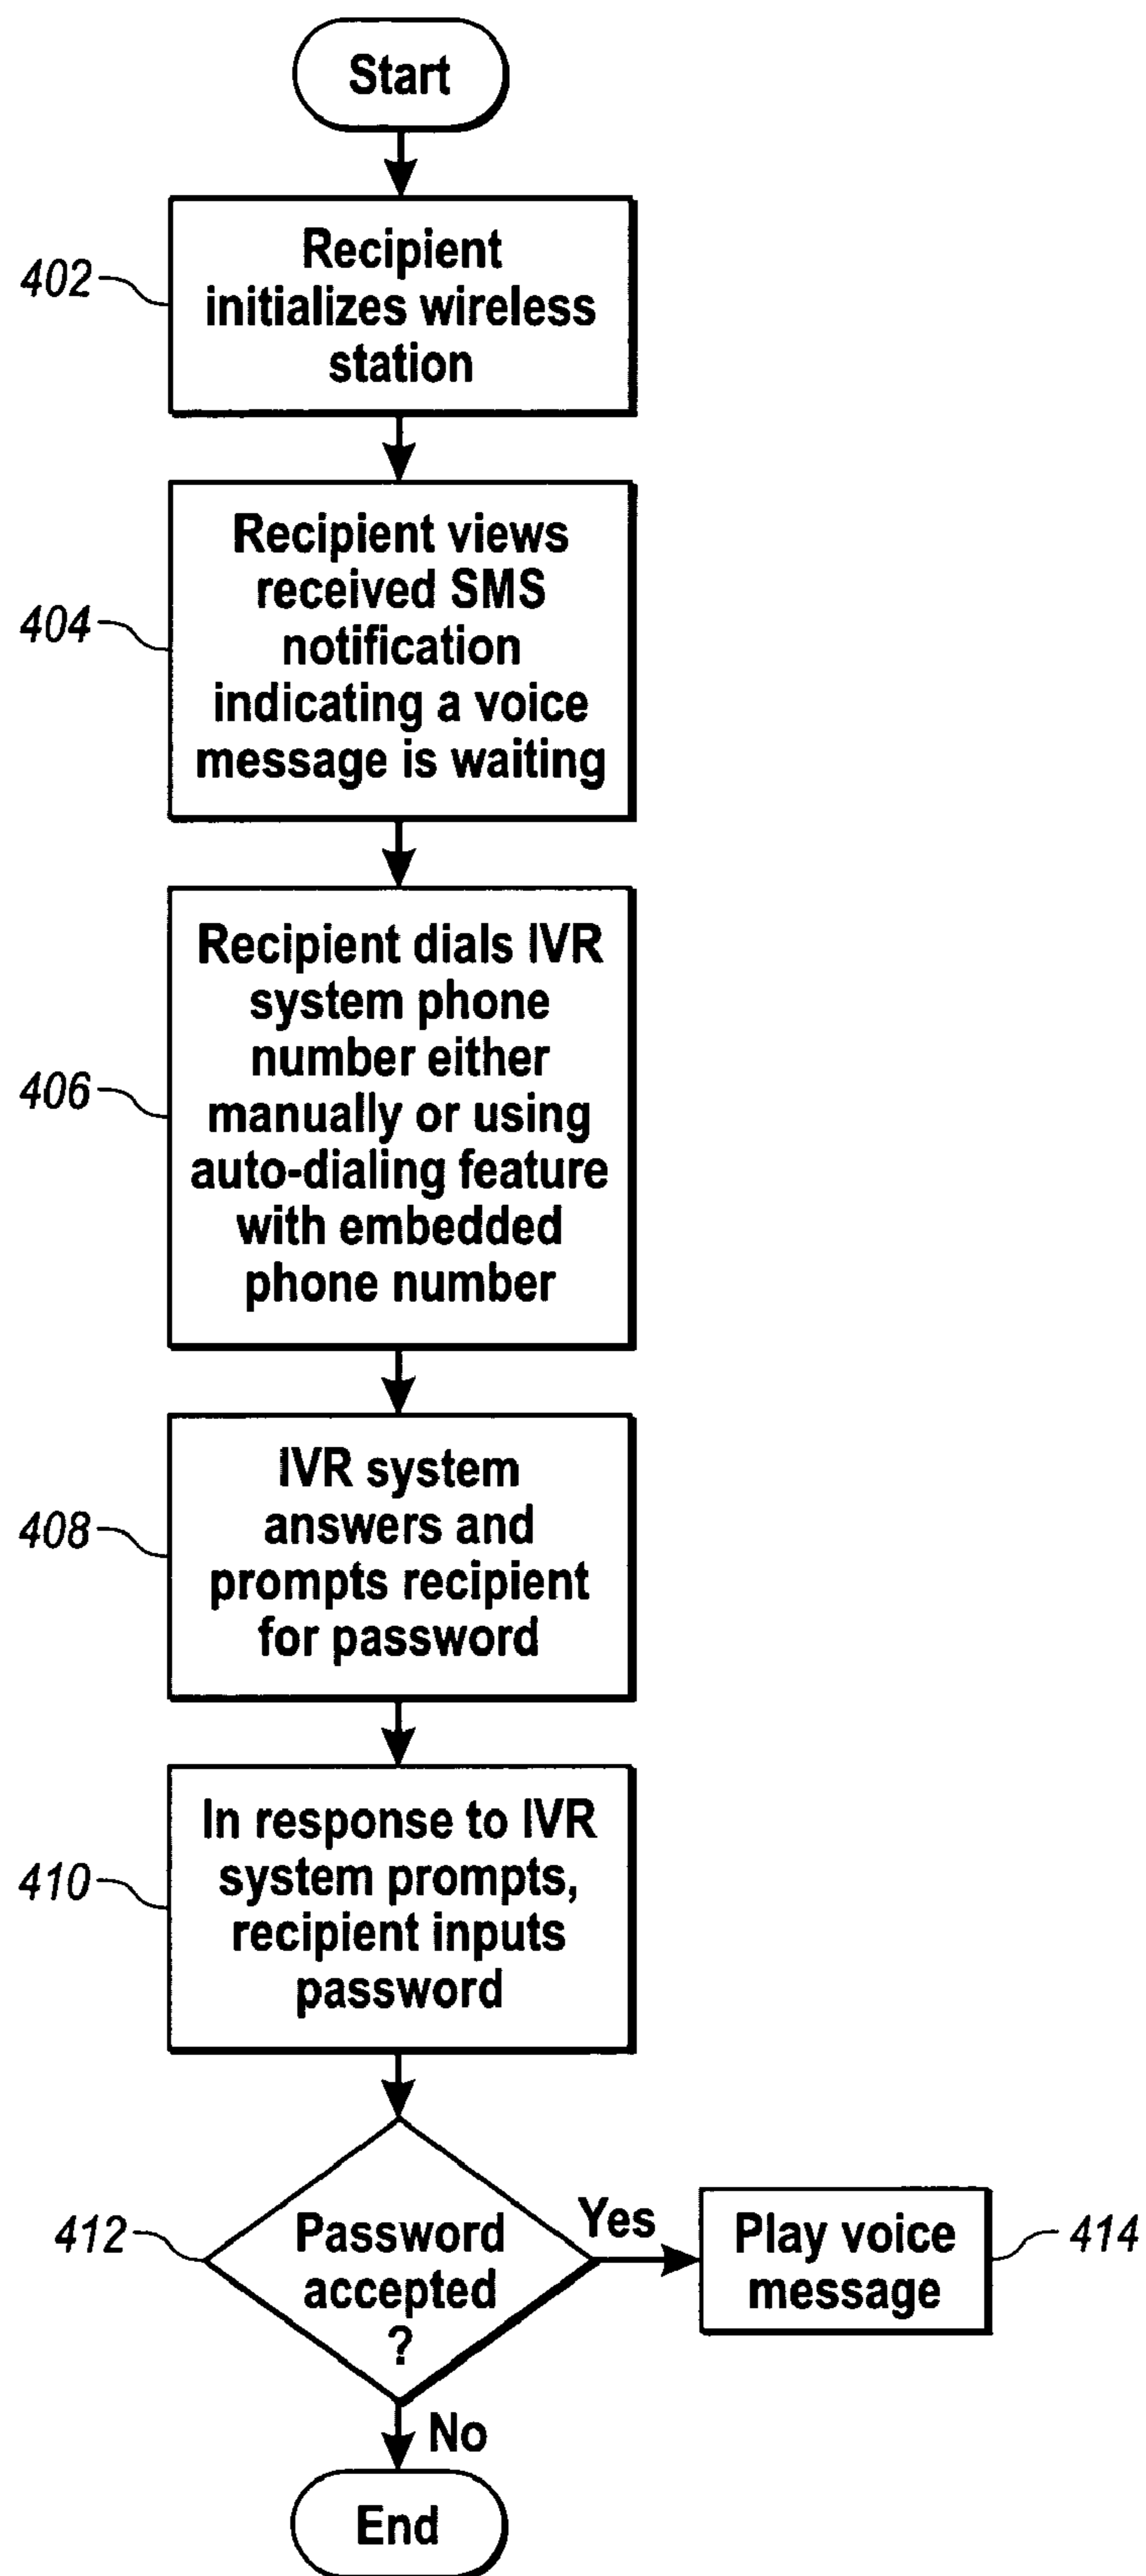 Start
402
Recipient
initializes wireless
station
404
Recipient views
received SMS
notification
indicating a voice
message is waiting
406
Recipient dials IVR
system phone
number either
manually or using
auto-dialing feature
with embedded
phone number
408
IVR system
answers and
prompts recipient
for password
410
In response to IVR
system prompts,
recipient inputs
password
412
Password
accepted
?
Yes
Play voice
message
414
No
End